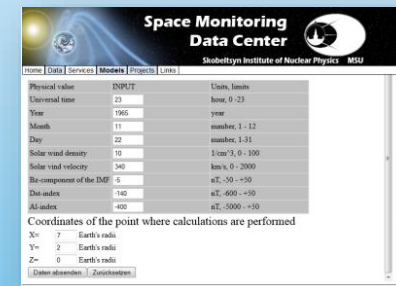 Space Monitoring
Data Center
Skobeltsyn Institute of Nuclear Physics MSU
Home Data Services Models Projects Links
Physical value INPUT Units, limits
Universal time 23 hour, 0 -23
Year 1965 year
Month 11 number, 1 - 12
Day 22 number, 1-31
Solar wind density 10 1/cm^3, 0 - 100
Solar vind velocity 340 km/s, 0 - 2000
Bz-component of the IMF -5 nT, -50 - +50
Dst-index -140 nT, -600 - +50
Al-index -400 nT, -5000 - +50
Coordinates of the point where calculations are performed
X= 7 Earth's radii
Y= 2 Earth's radii
Z= 0 Earth's radii
Daten absenden Zurücksetzen